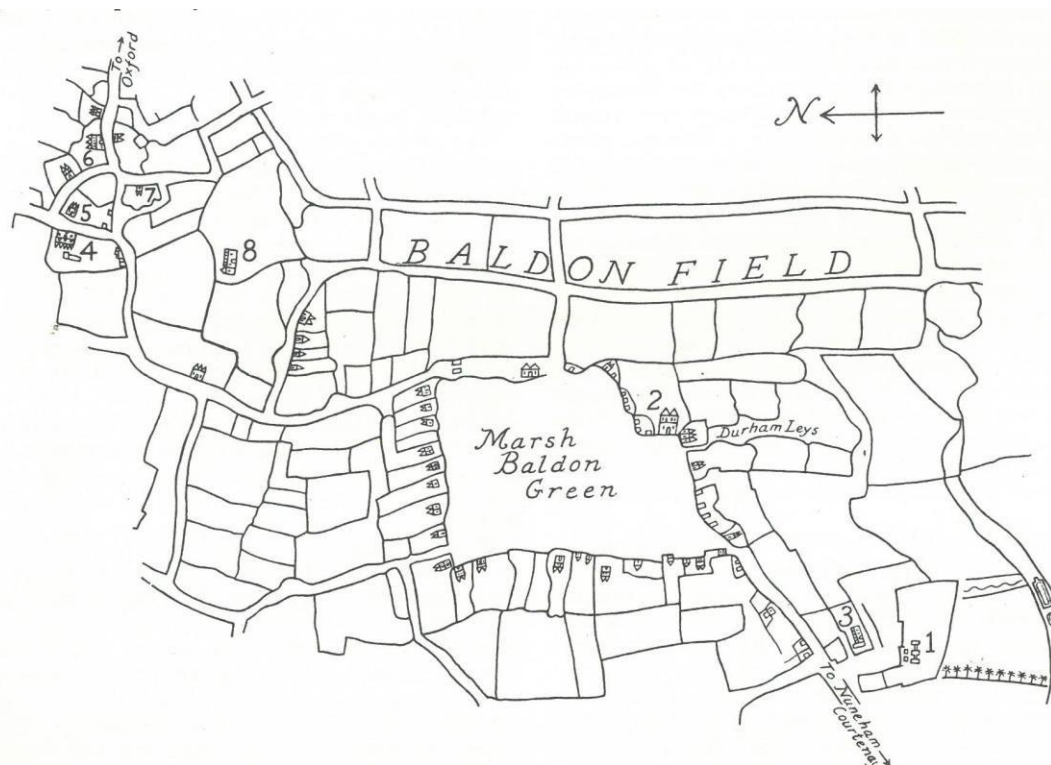 To →
Oxford
N
6
7
5
4
8
BALDON FIELD
2
Durham Leys
Marsh
Baldon
Green
3
1
To Nuneham
Courtenay →